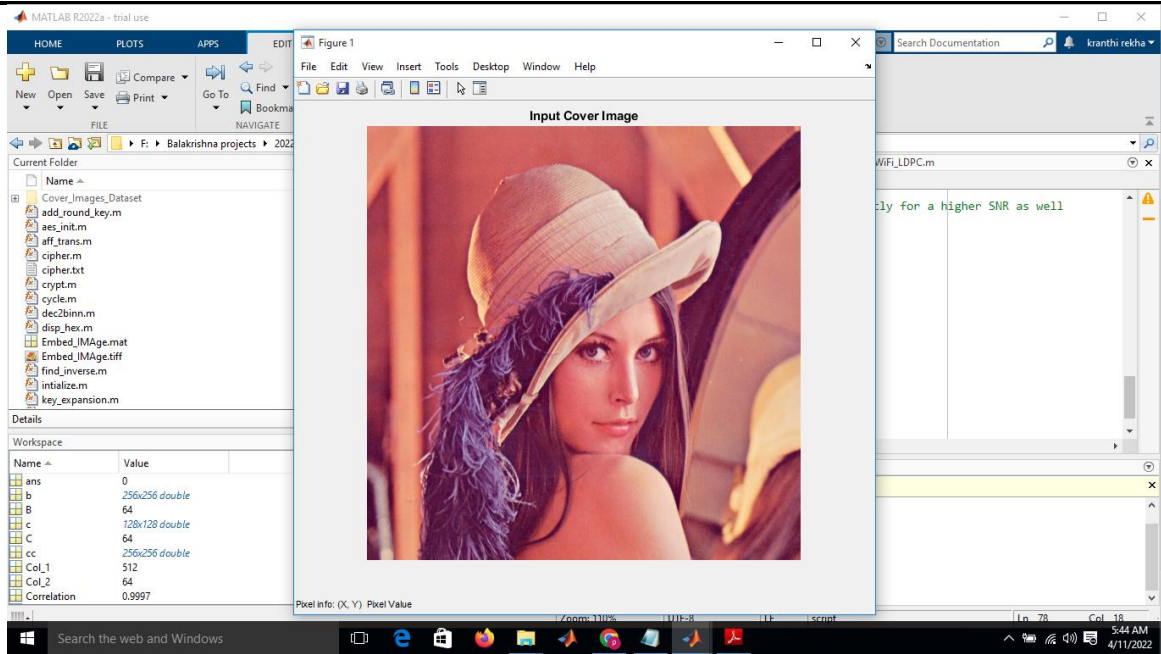 MATLAB R2022a - trial use
HOME PLOTS APPS EDIT
Search Documentation
kranthi rekha
New Open Save
Compare
Print
Go To
Find
Bookma
FILE
NAVIGATE
F: Balakrishna projects 2022
Current Folder
Name
Cover_Images_Dataset
add_round_key.m
aes_init.m
aff_trans.m
cipher.m
cipher.txt
crypt.m
cycle.m
dec2binn.m
disp_hex.m
Embed_IMAge.mat
Embed_IMAge.tiff
find_inverse.m
intialize.m
key_expansion.m
Details
Workspace
Name Value
ans 0
b 256x256 double
B 64
c 128x128 double
C 64
cc 256x256 double
Col_1 512
Col_2 64
Correlation 0.9997
Figure 1
File Edit View Insert Tools Desktop Window Help
Input Cover Image
Pixel info: (X, Y) Pixel Value
WiFi_LDPC.m
tly for a higher SNR as well
Zoom: 110% UTF-8 LF script Ln 78 Col 18
Search the web and Windows
5:44 AM
4/11/2022